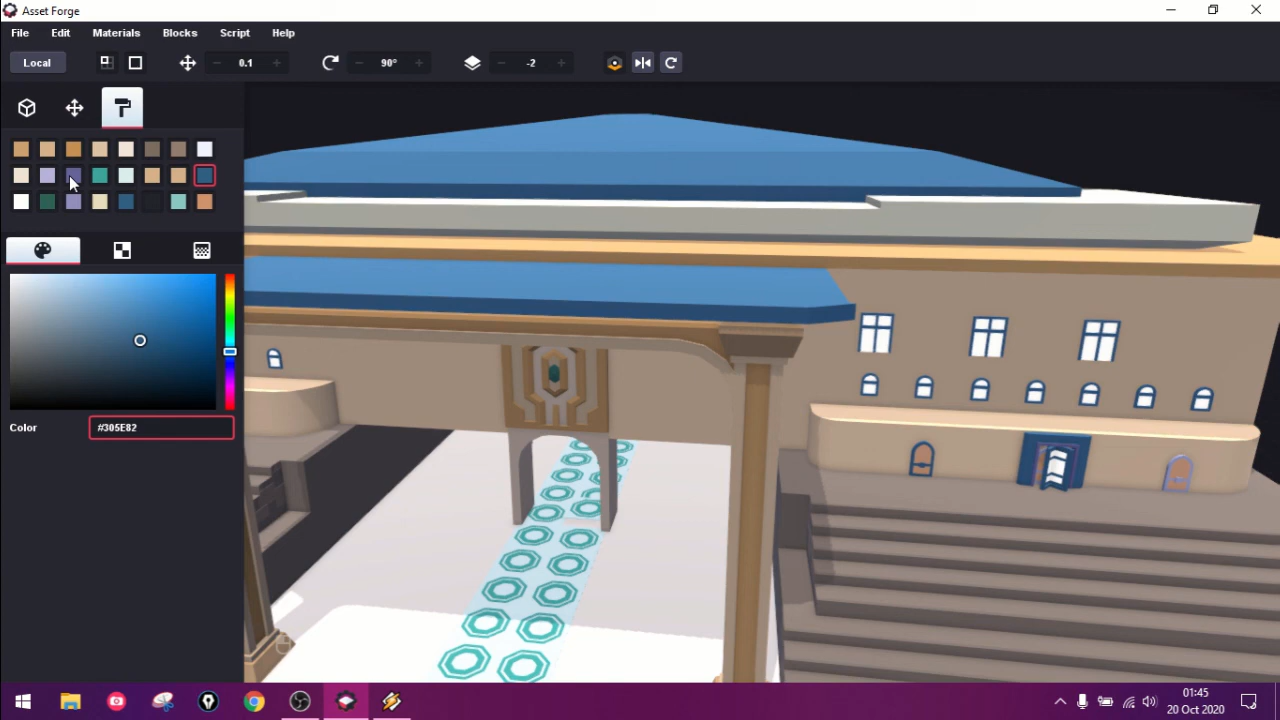 Asset Forge
File Edit Materials Blocks Script Help
Local 0.1 90° -2
Color #305E82
01:45
20 Oct 2020